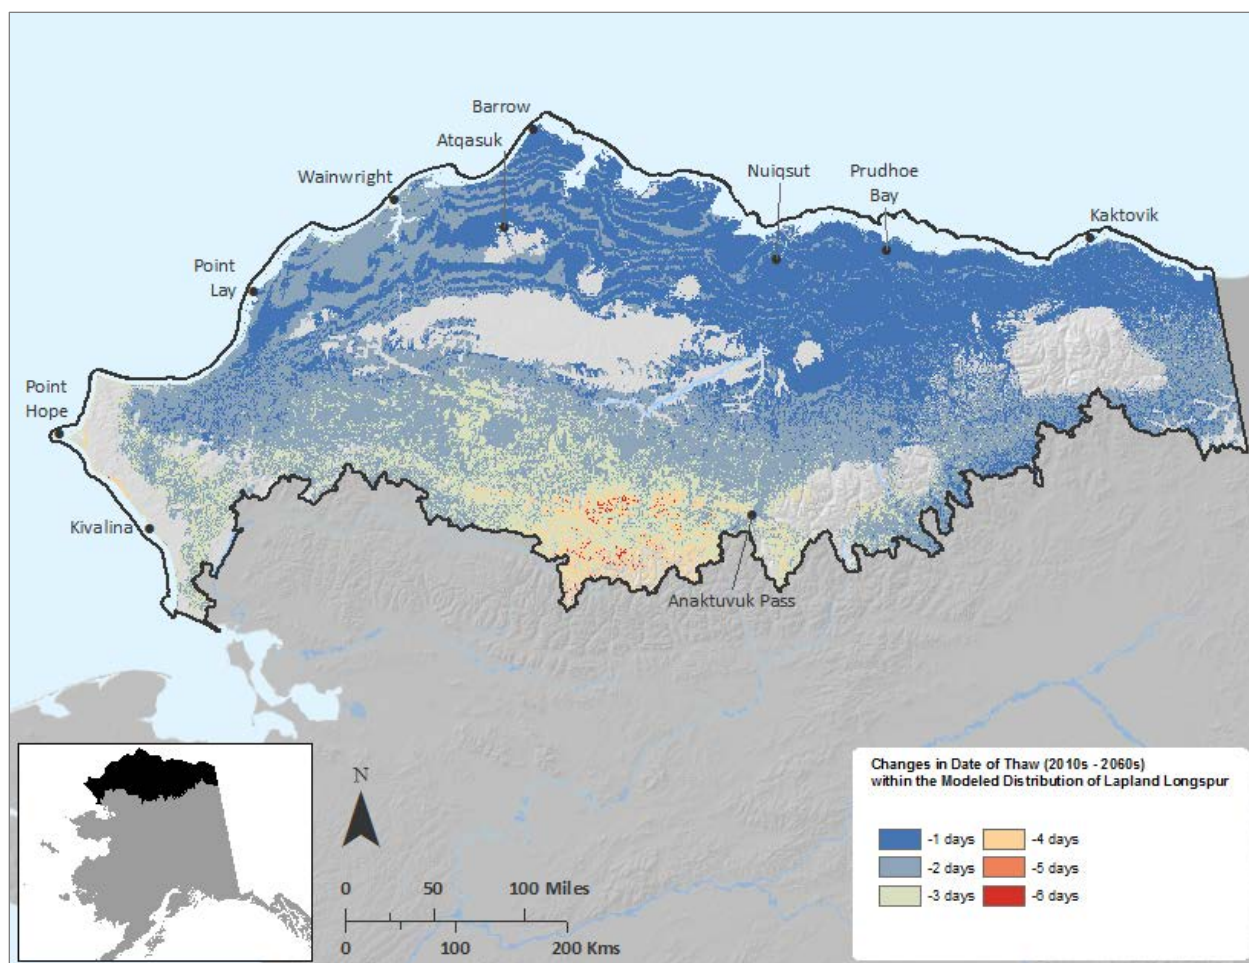 Barrow
Atqasuk
Wainwright
Nuiqsut
Prudhoe
Bay
Kaktovik
Point
Lay
Point
Hope
Kivalina
Anaktuvuk Pass
N
0 50 100 Miles
0 100 200 Kms
Changes in Date of Thaw (2010s - 2060s)
within the Modeled Distribution of Lapland Longspur
-1 days -4 days
-2 days -5 days
-3 days -6 days